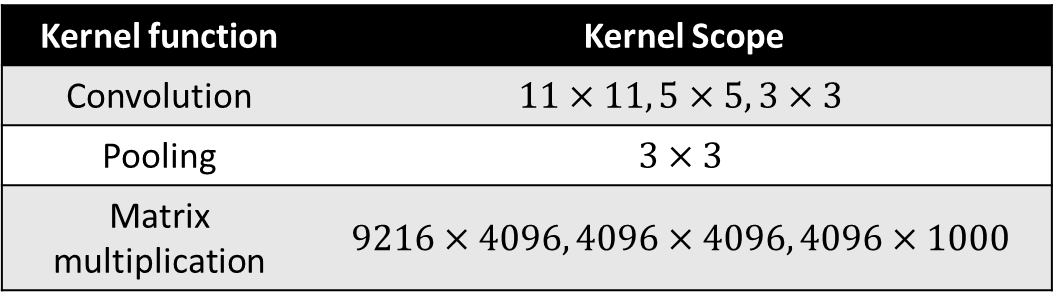 Kernel function Kernel Scope
Convolution 11 × 11, 5 × 5, 3 × 3
Pooling 3 × 3
Matrix
multiplication 9216 × 4096, 4096 × 4096, 4096 × 1000